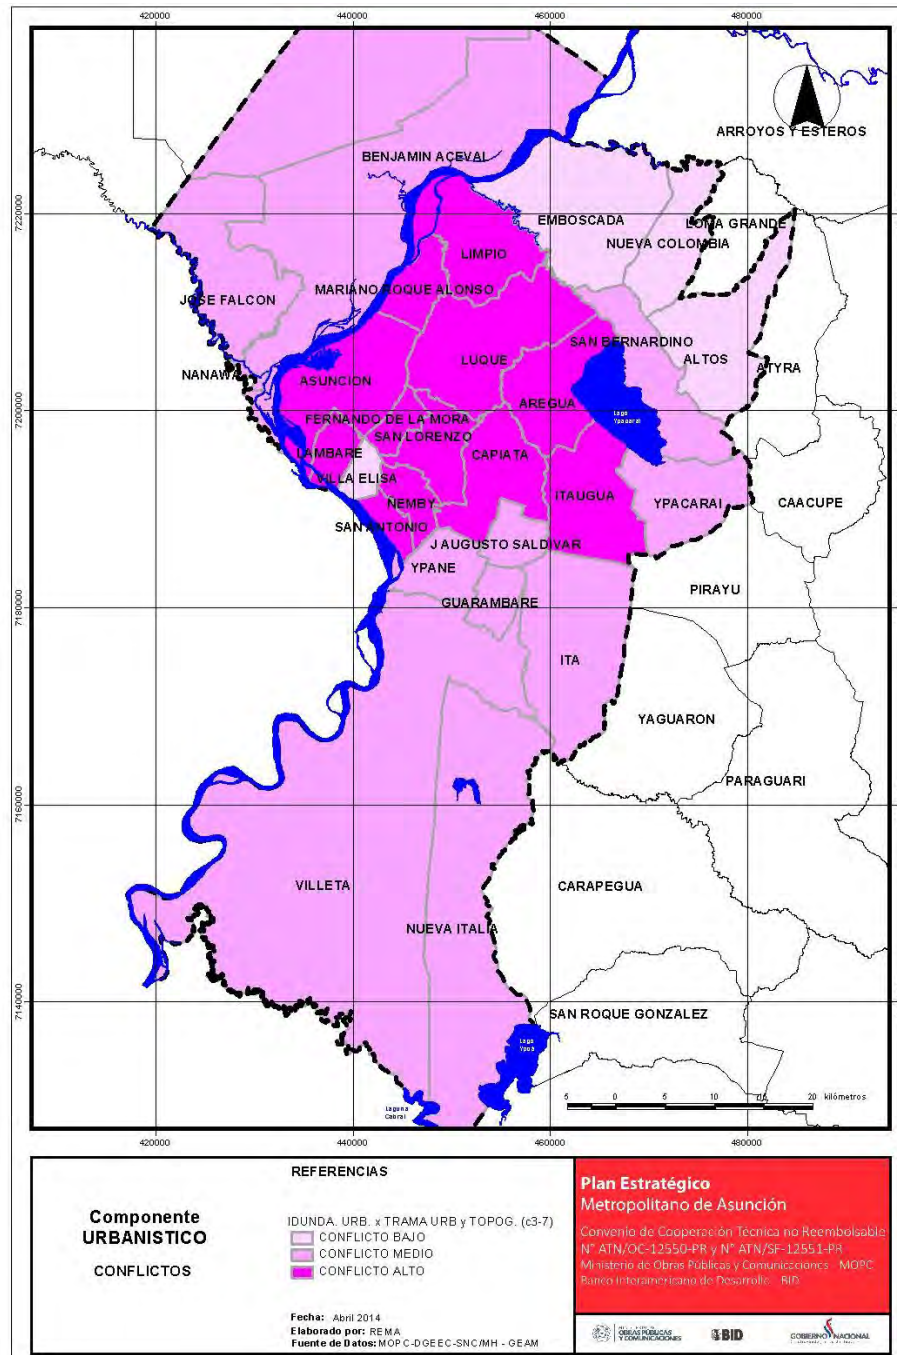 420000 440000 460000 480000
ARROYOS Y ESTEROS
BENJAMIN ACEVAL
7220000
EMBOSCADA
LOMA GRANDE
NUEVA COLOMBIA
LIMPIO
MARIANO ROQUE ALONSO
JOSE FALCON
SAN BERNARDINO
LUQUE
ALTOS
ATYRA
NANAWA
ASUNCION
AREGUA
7200000
Lago
Ypacarai
FERNANDO DE LA MORA
SAN LORENZO
LAMBARE
CAPIATA
VILLA ELISA
ITAUGUA
YPACARAI
CAACUPE
ÑEMBY
SAN ANTONIO
J AUGUSTO SALDIVAR
YPANE
PIRAYU
GUARAMBARE
7180000
ITA
YAGUARON
PARAGUARI
7160000
VILLETA
CARAPEGUA
NUEVA ITALIA
7140000
SAN ROQUE GONZALEZ
Lago
Ypoa
5 0 5 10 15 20 kilómetros
Laguna
Cabral
420000 440000 460000 480000
REFERENCIAS
Componente
URBANISTICO
CONFLICTOS
IDUNDA. URB. x TRAMA URB y TOPOG. (c3-7)
CONFLICTO BAJO
CONFLICTO MEDIO
CONFLICTO ALTO
Fecha: Abril 2014
Elaborado por: REMA
Fuente de Datos: MOPC-DGEEC-SNC/MH - GEAM
Plan Estratégico
Metropolitano de Asunción
Convenio de Cooperación Técnica no Reembolsable
N° ATN/OC-12550-PR y N° ATN/SF-12551-PR
Ministerio de Obras Públicas y Comunicaciones - MOPC
Banco Interamericano de Desarrollo - BID
OBRAS PÚBLICAS
Y COMUNICACIONES
BID
GOBIERNO NACIONAL